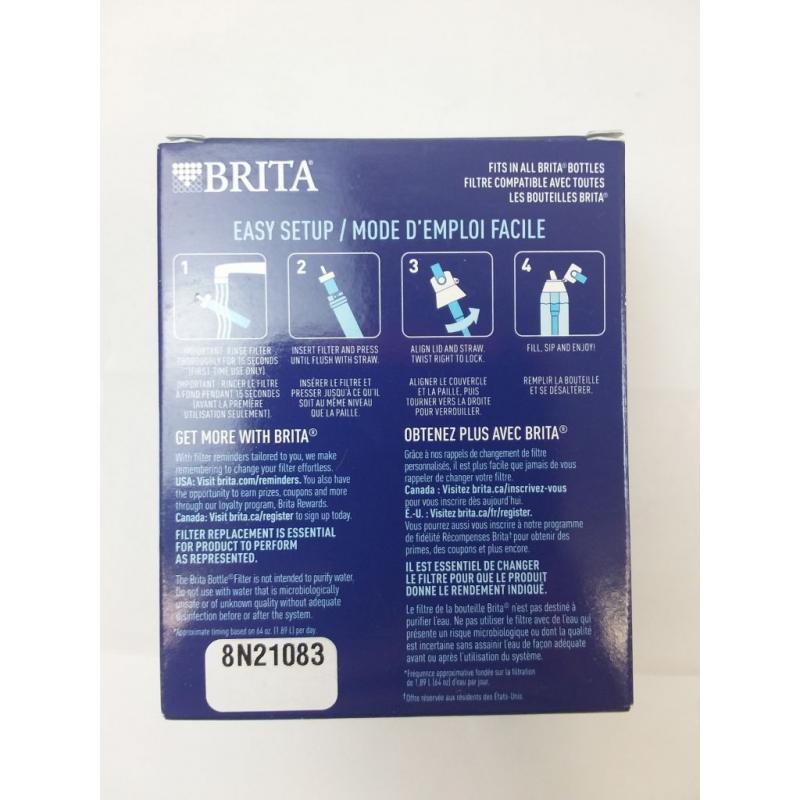 BRITA®
FITS IN ALL BRITA® BOTTLES
FILTRE COMPATIBLE AVEC TOUTES
LES BOUTEILLES BRITA®
EASY SETUP / MODE D'EMPLOI FACILE
1
2
3
4
IMPORTANT: RINSE FILTER
THOROUGHLY FOR 15 SECONDS
(FIRST-TIME USE ONLY).
IMPORTANT : RINCER LE FILTRE
À FOND PENDANT 15 SECONDES
(AVANT LA PREMIÈRE
UTILISATION SEULEMENT).
INSERT FILTER AND PRESS
UNTIL FLUSH WITH STRAW.
INSÉRER LE FILTRE ET
PRESSER JUSQU'À CE QU'IL
SOIT AU MÊME NIVEAU
QUE LA PAILLE.
ALIGN LID AND STRAW.
TWIST RIGHT TO LOCK.
ALIGNER LE COUVERCLE
ET LA PAILLE, PUIS
TOURNER VERS LA DROITE
POUR VERROUILLER.
FILL, SIP AND ENJOY!
REMPLIR LA BOUTEILLE
ET SE DÉSALTÉRER.
GET MORE WITH BRITA®
With filter reminders tailored to you, we make
remembering to change your filter effortless.
USA: Visit brita.com/reminders. You also have
the opportunity to earn prizes, coupons and more
through our loyalty program, Brita Rewards.
Canada: Visit brita.ca/register to sign up today.
FILTER REPLACEMENT IS ESSENTIAL
FOR PRODUCT TO PERFORM
AS REPRESENTED.
The Brita Bottle® Filter is not intended to purify water.
Do not use with water that is microbiologically
unsafe or of unknown quality without adequate
disinfection before or after the system.
*Approximate timing based on 64 oz. (1.89 L) per day.
8N21083
OBTENEZ PLUS AVEC BRITA®
Grâce à nos rappels de changement de filtre
personnalisés, il est plus facile que jamais de vous
rappeler de changer votre filtre.
Canada : Visitez brita.ca/inscrivez-vous
pour vous inscrire dès aujourd'hui.
É.-U. : Visitez brita.ca/fr/register.
Vous pourrez aussi vous inscrire à notre programme
de fidélité Récompenses Brita† pour obtenir des
primes, des coupons et plus encore.
IL EST ESSENTIEL DE CHANGER
LE FILTRE POUR QUE LE PRODUIT
DONNE LE RENDEMENT INDIQUÉ.
Le filtre de la bouteille Brita® n'est pas destiné à
purifier l'eau. Ne pas utiliser le filtre avec de l'eau qui
présente un risque microbiologique ou dont la qualité
est incertaine sans assainir l'eau de façon adéquate
avant ou après l'utilisation du système.
*Fréquence approximative fondée sur la filtration
de 1,89 L (64 oz) d'eau par jour.
†Offre réservée aux résidents des États-Unis.